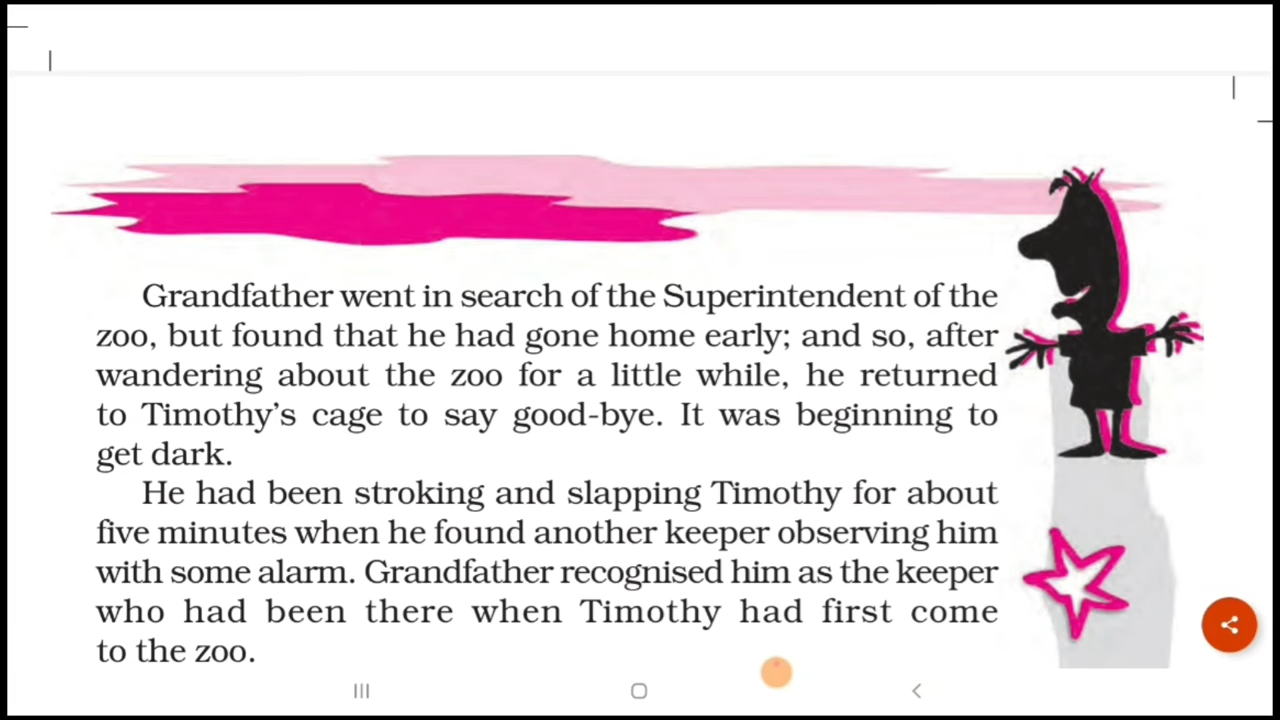 Grandfather went in search of the Superintendent of the
zoo, but found that he had gone home early; and so, after
wandering about the zoo for a little while, he returned
to Timothy’s cage to say good-bye. It was beginning to
get dark.
He had been stroking and slapping Timothy for about
five minutes when he found another keeper observing him
with some alarm. Grandfather recognised him as the keeper
who had been there when Timothy had first come
to the zoo.